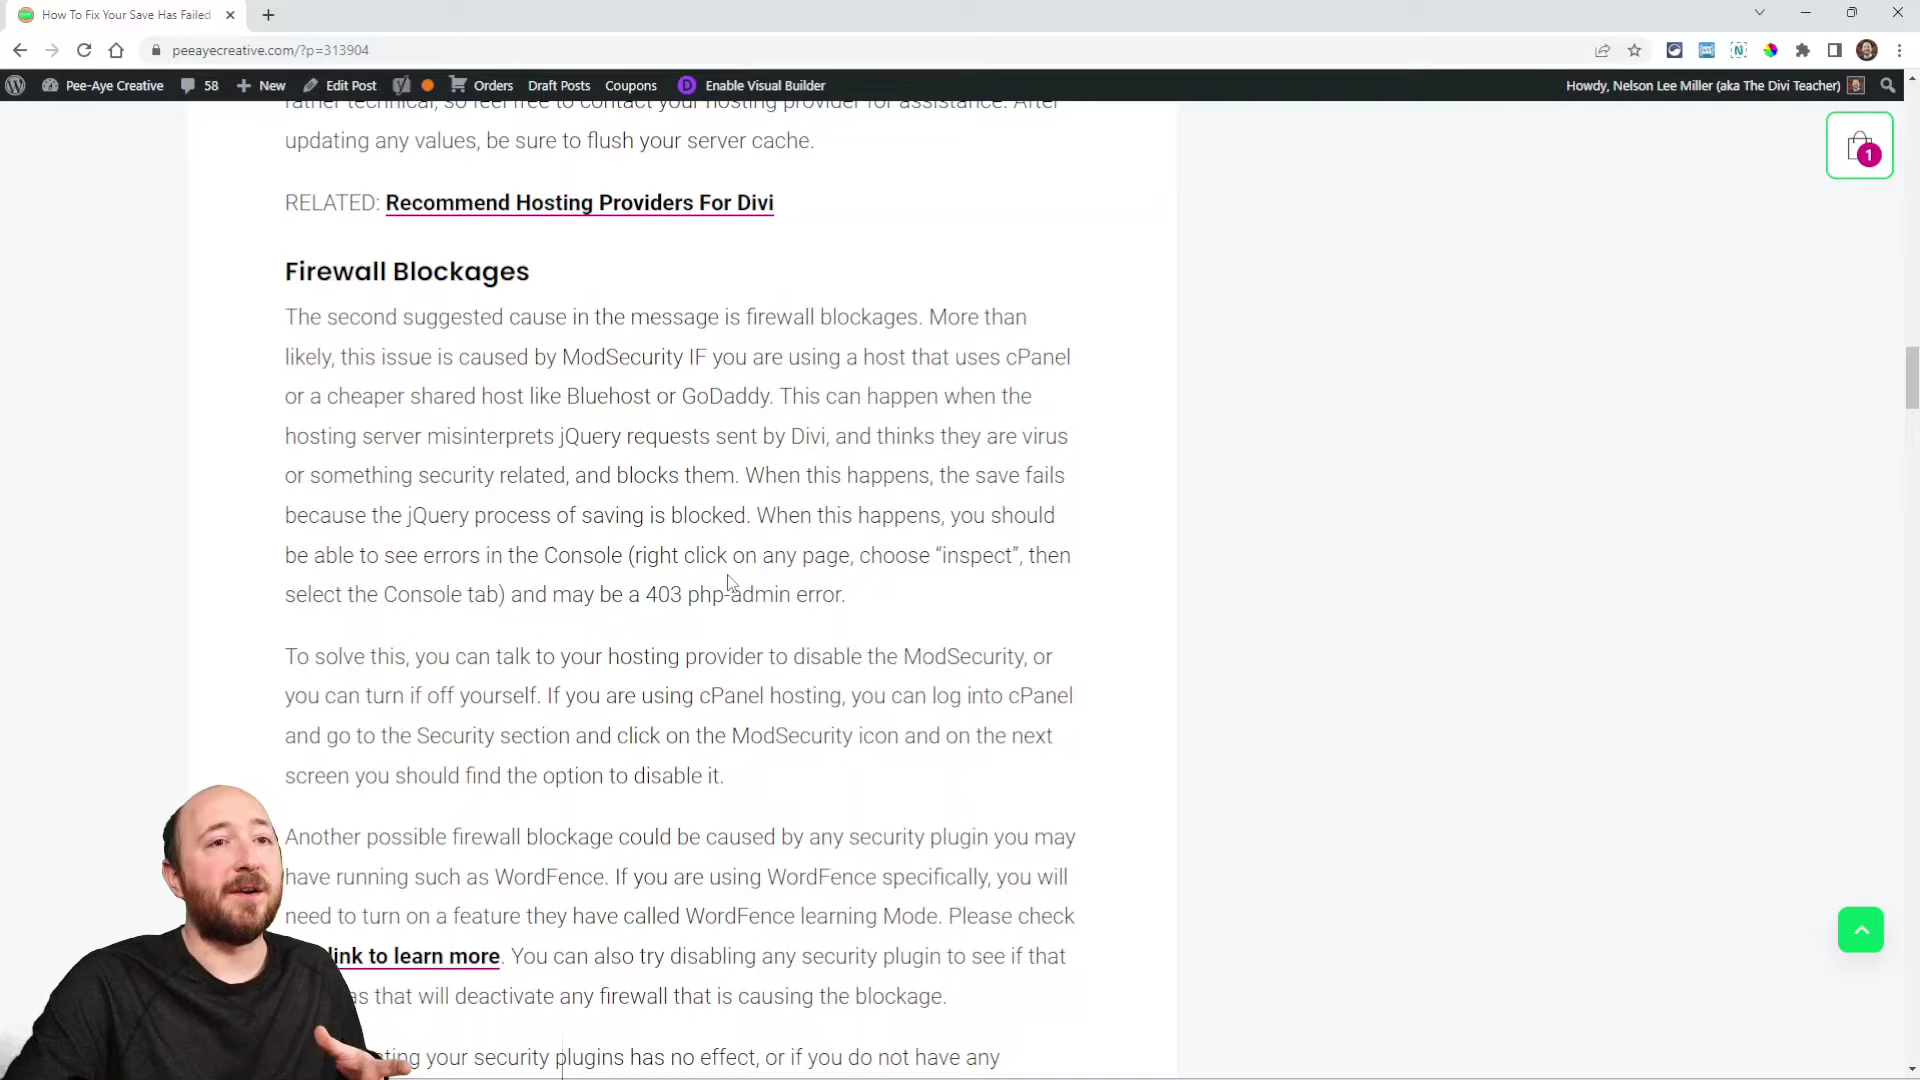 How To Fix Your Save Has Failed
peeayecreative.com/?p=313904
Pee-Aye Creative 58 New Edit Post Orders Draft Posts Coupons D Enable Visual Builder Howdy, Nelson Lee Miller (aka The Divi Teacher)
rather technical, so feel free to contact your hosting provider for assistance. After
updating any values, be sure to flush your server cache.
1
RELATED: Recommend Hosting Providers For Divi
Firewall Blockages
The second suggested cause in the message is firewall blockages. More than
likely, this issue is caused by ModSecurity IF you are using a host that uses cPanel
or a cheaper shared host like Bluehost or GoDaddy. This can happen when the
hosting server misinterprets jQuery requests sent by Divi, and thinks they are virus
or something security related, and blocks them. When this happens, the save fails
because the jQuery process of saving is blocked. When this happens, you should
be able to see errors in the Console (right click on any page, choose “inspect”, then
select the Console tab) and may be a 403 php-admin error.
To solve this, you can talk to your hosting provider to disable the ModSecurity, or
you can turn if off yourself. If you are using cPanel hosting, you can log into cPanel
and go to the Security section and click on the ModSecurity icon and on the next
screen you should find the option to disable it.
Another possible firewall blockage could be caused by any security plugin you may
have running such as WordFence. If you are using WordFence specifically, you will
need to turn on a feature they have called WordFence learning Mode. Please check
link to learn more. You can also try disabling any security plugin to see if that
as that will deactivate any firewall that is causing the blockage.
your security plugins has no effect, or if you do not have any